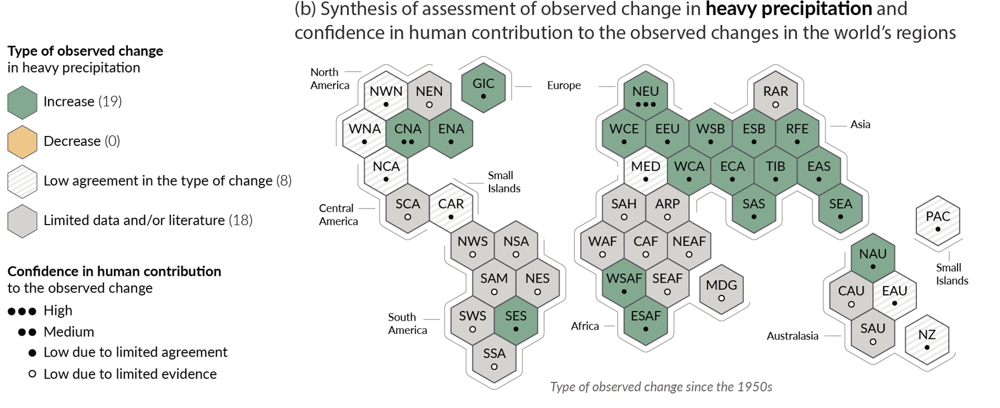 (b) Synthesis of assessment of observed change in heavy precipitation and
confidence in human contribution to the observed changes in the world's regions
Type of observed change
in heavy precipitation
Increase (19)
Decrease (0)
Low agreement in the type of change (8)
Limited data and/or literature (18)
Confidence in human contribution
to the observed change
High
Medium
Low due to limited agreement
Low due to limited evidence
North
America
NWN
NEN
GIC
Europe
NEU
RAR
WNA
CNA
ENA
WCE
EEU
WSB
ESB
RFE
Asia
NCA
MED
WCA
ECA
TIB
EAS
Small
Islands
Central
America
SCA
CAR
SAH
ARP
SAS
SEA
PAC
NWS
NSA
WAF
CAF
NEAF
NAU
Small
Islands
SAM
NES
WSAF
SEAF
MDG
CAU
EAU
South
America
SWS
SES
Africa
ESAF
Australasia
SAU
NZ
SSA
Type of observed change since the 1950s